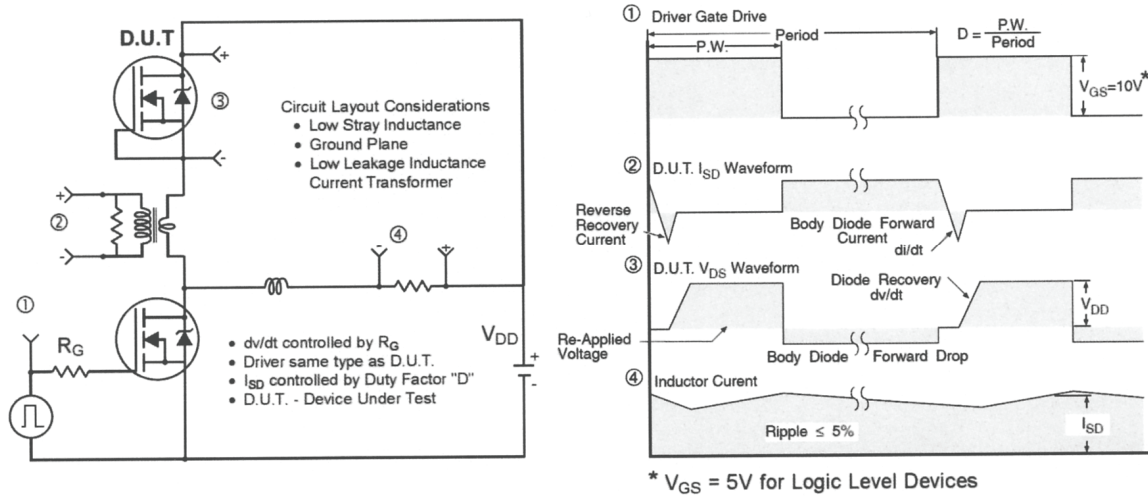 D.U.T
+
③
-
Circuit Layout Considerations
• Low Stray Inductance
• Ground Plane
• Low Leakage Inductance
Current Transformer
+
②
-
④
- +
①
R_G
• dv/dt controlled by R_G
• Driver same type as D.U.T.
• I_SD controlled by Duty Factor "D"
• D.U.T. - Device Under Test
V_DD
+
-
① Driver Gate Drive
P.W.
Period
D = P.W. / Period
V_GS=10V*
② D.U.T. I_SD Waveform
Reverse
Recovery
Current
Body Diode Forward
Current
di/dt
③ D.U.T. V_DS Waveform
Diode Recovery
dv/dt
V_DD
Re-Applied
Voltage
Body Diode Forward Drop
④ Inductor Curent
Ripple ≤ 5%
I_SD
* V_GS = 5V for Logic Level Devices